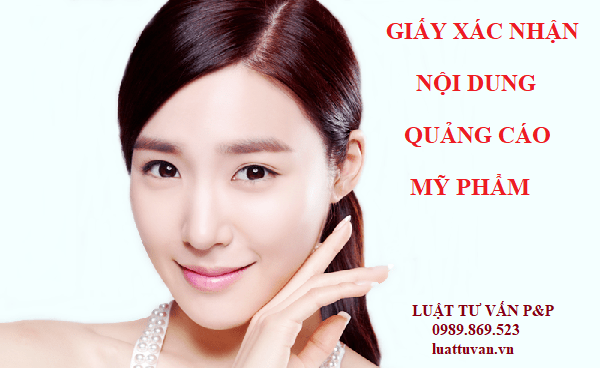 GIẤY XÁC NHẬN
NỘI DUNG
QUẢNG CÁO
MỸ PHẨM
LUẬT TƯ VẤN P&P
0989.869.523
luattuvan.vn